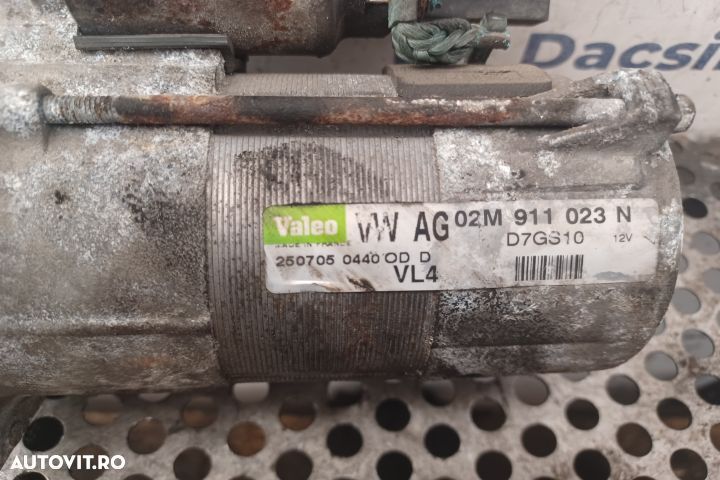 Dacsi
Valeo VW AG 02M 911 023 N
MADE IN FRANCE D7GS10 12V
250705 0440 OD D
VL4
AUTOVIT.RO